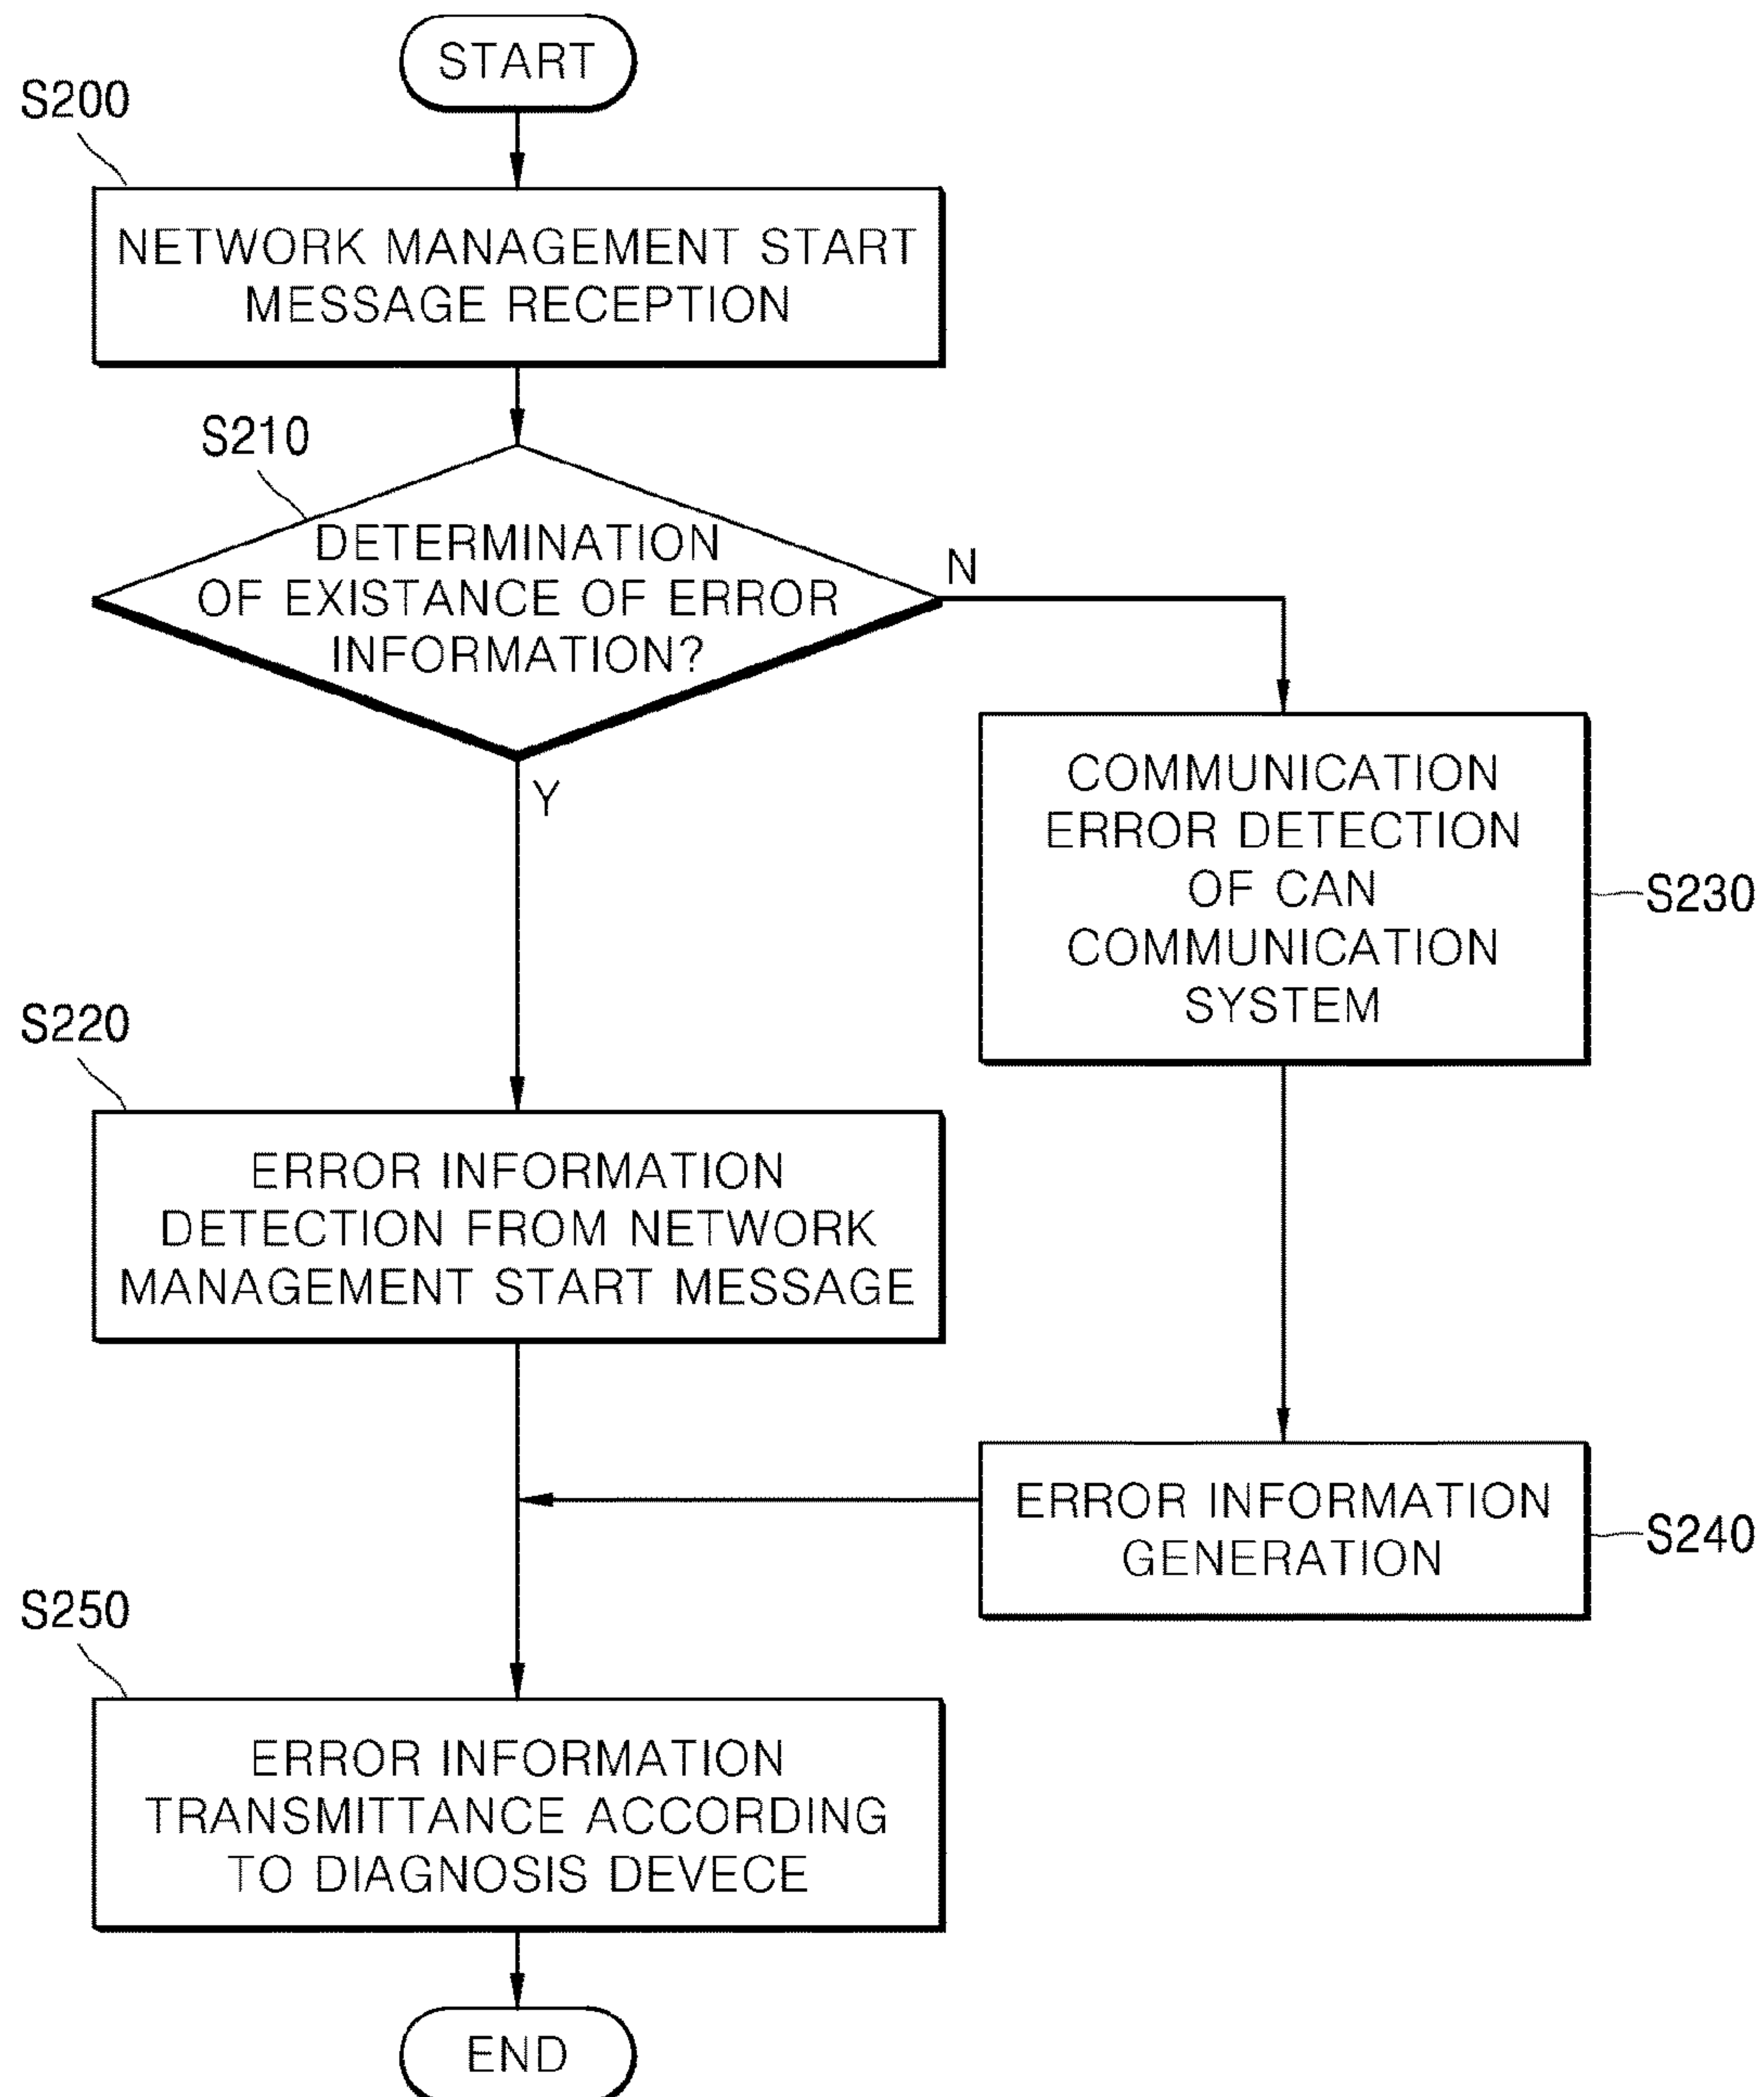 START
S200
NETWORK MANAGEMENT START
MESSAGE RECEPTION
S210
DETERMINATION
OF EXISTANCE OF ERROR
INFORMATION?
N
Y
COMMUNICATION
ERROR DETECTION
OF CAN
COMMUNICATION
SYSTEM
S230
S220
ERROR INFORMATION
DETECTION FROM NETWORK
MANAGEMENT START MESSAGE
ERROR INFORMATION
GENERATION
S240
S250
ERROR INFORMATION
TRANSMITTANCE ACCORDING
TO DIAGNOSIS DEVECE
END